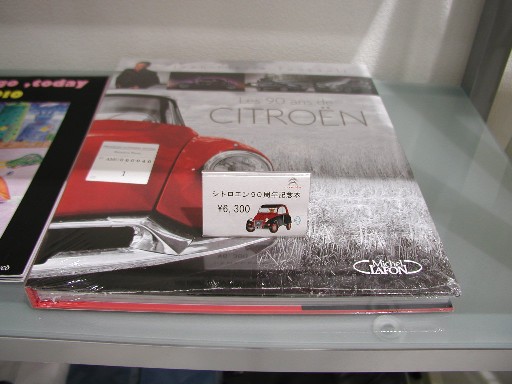 today
Les 90 ans de
CITROËN
シトロエン90周年記念本
¥6,300
1
Michel
LAFON